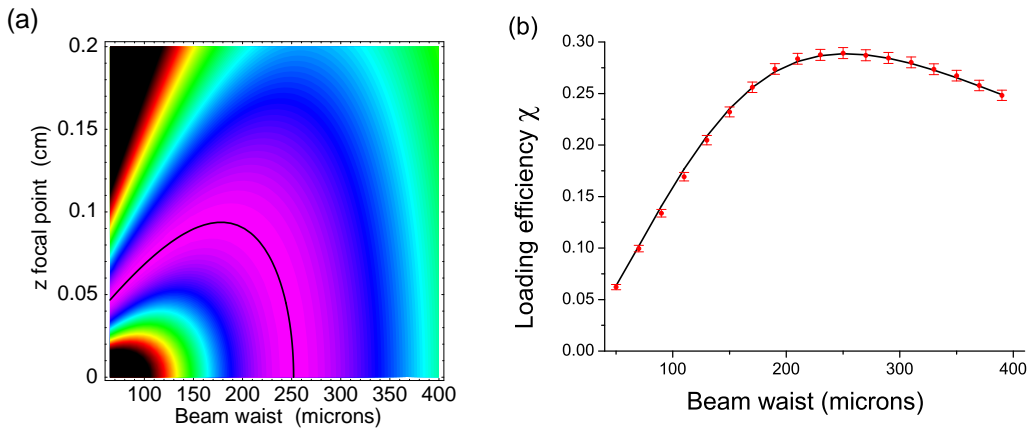 (a)
0.2
0.15
0.1
0.05
0
z focal point (cm)
100 150 200 250 300 350 400
Beam waist (microns)
(b)
0.30
0.25
0.20
0.15
0.10
0.05
0.00
Loading efficiency χ
100 200 300 400
Beam waist (microns)